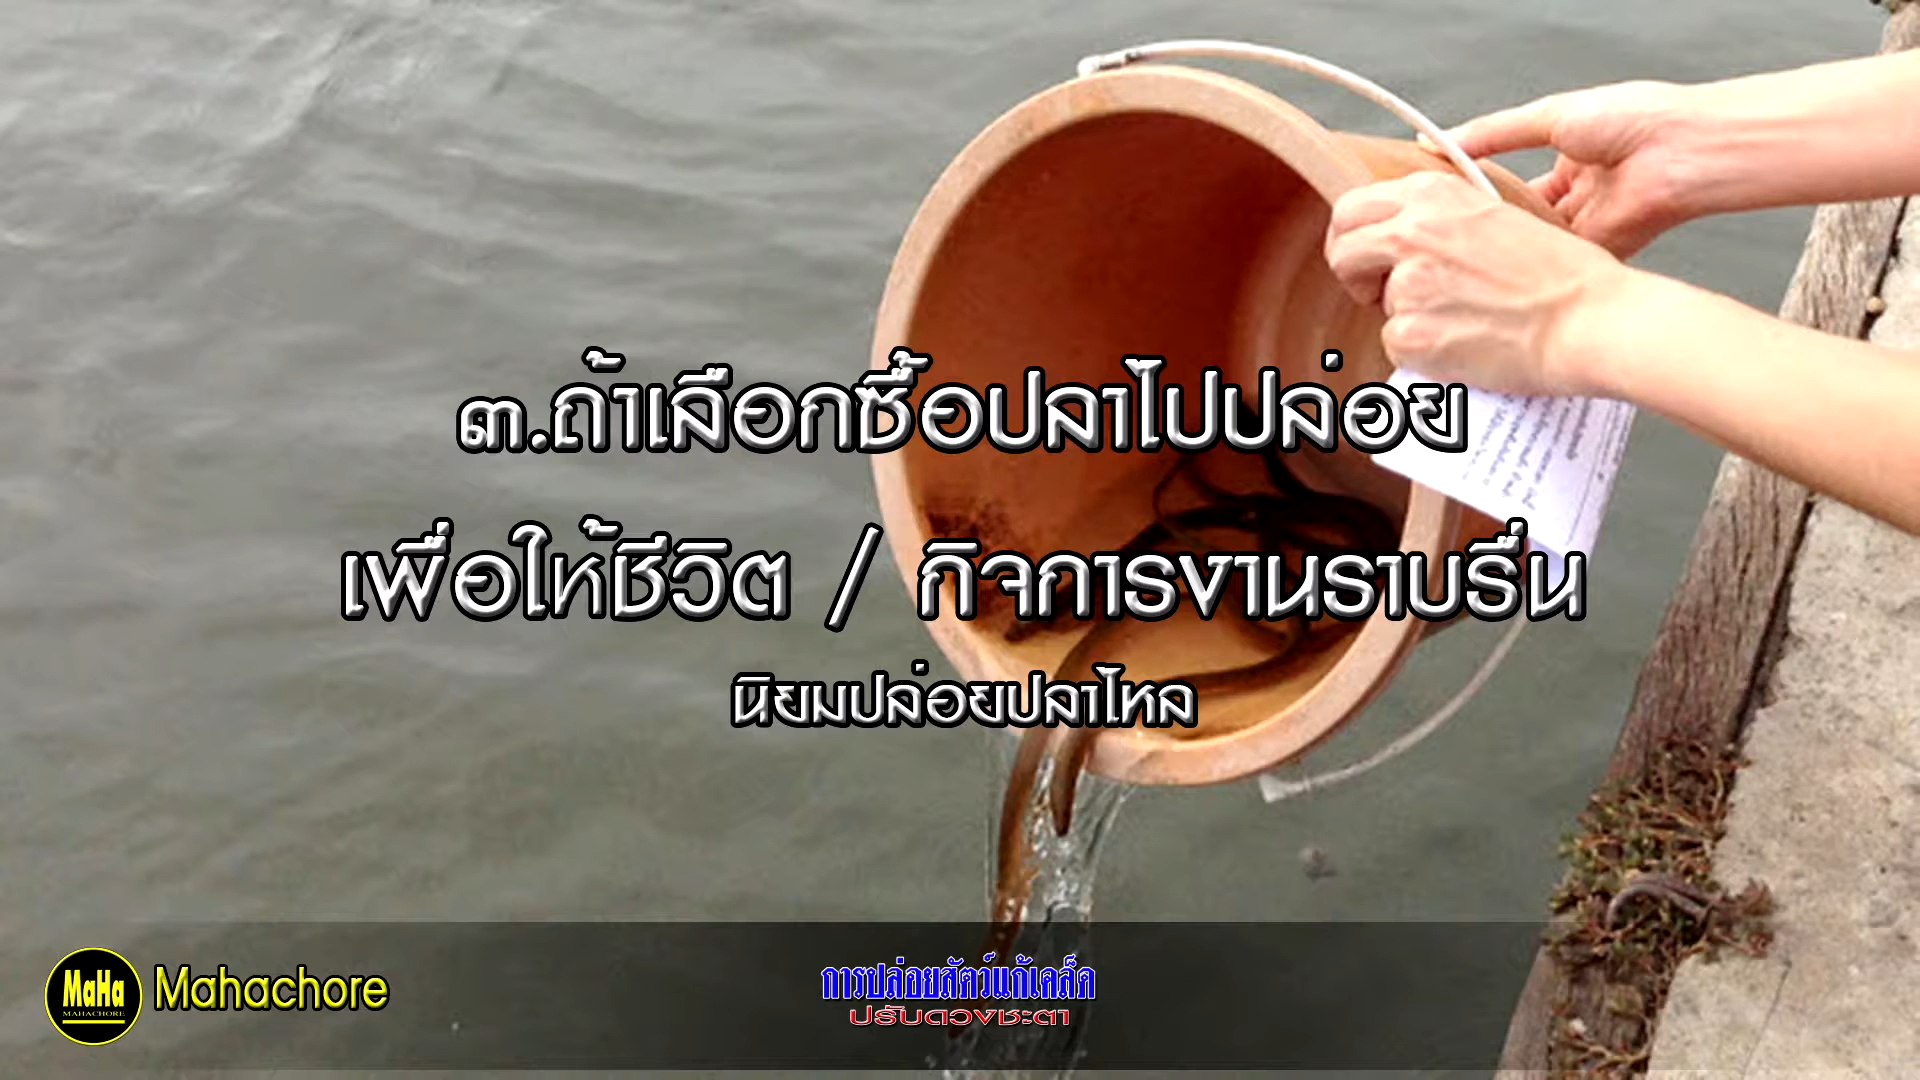 ๓.ถ้าเลือกซื้อปลาไปปล่อย
เพื่อให้ชีวิต / กิจการงานราบรื่น
นิยมปล่อยปลาไหล
MaHa
MAHACHORE
Mahachore
การปล่อยสัตว์แก้เคล็ด
ปรับดวงชะตา